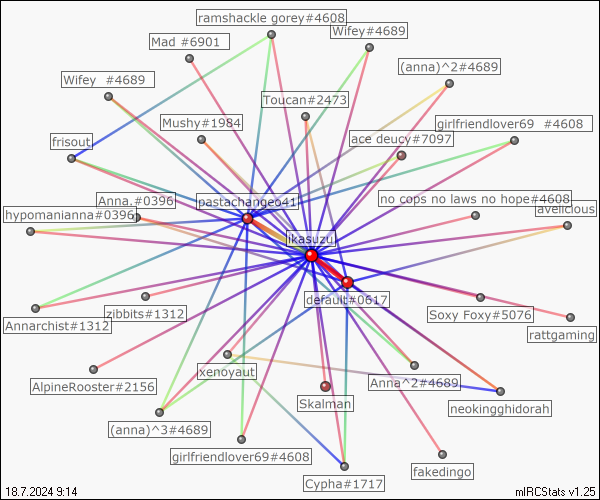 ramshackle gorey#4608
Wifey#4689
Mad #6901
(anna)^2#4689
Wifey  #4689
Toucan#2473
Mushy#1984
girlfriendlover69  #4608
frisout
ace deucy#7097
Anna.#0396
pastachange041
no cops no laws no hope#4608
hypomanianna#0396
avelicious
ikasuzu
default#0617
Annarchist#1312
zibbits#1312
Soxy Foxy#5076
rattgaming
xenoyaut
AlpineRooster#2156
Anna^2#4689
Skalman
neokingghidorah
(anna)^3#4689
girlfriendlover69#4608
fakedingo
Cypha#1717
18.7.2024 9:14
mIRCStats v1.25